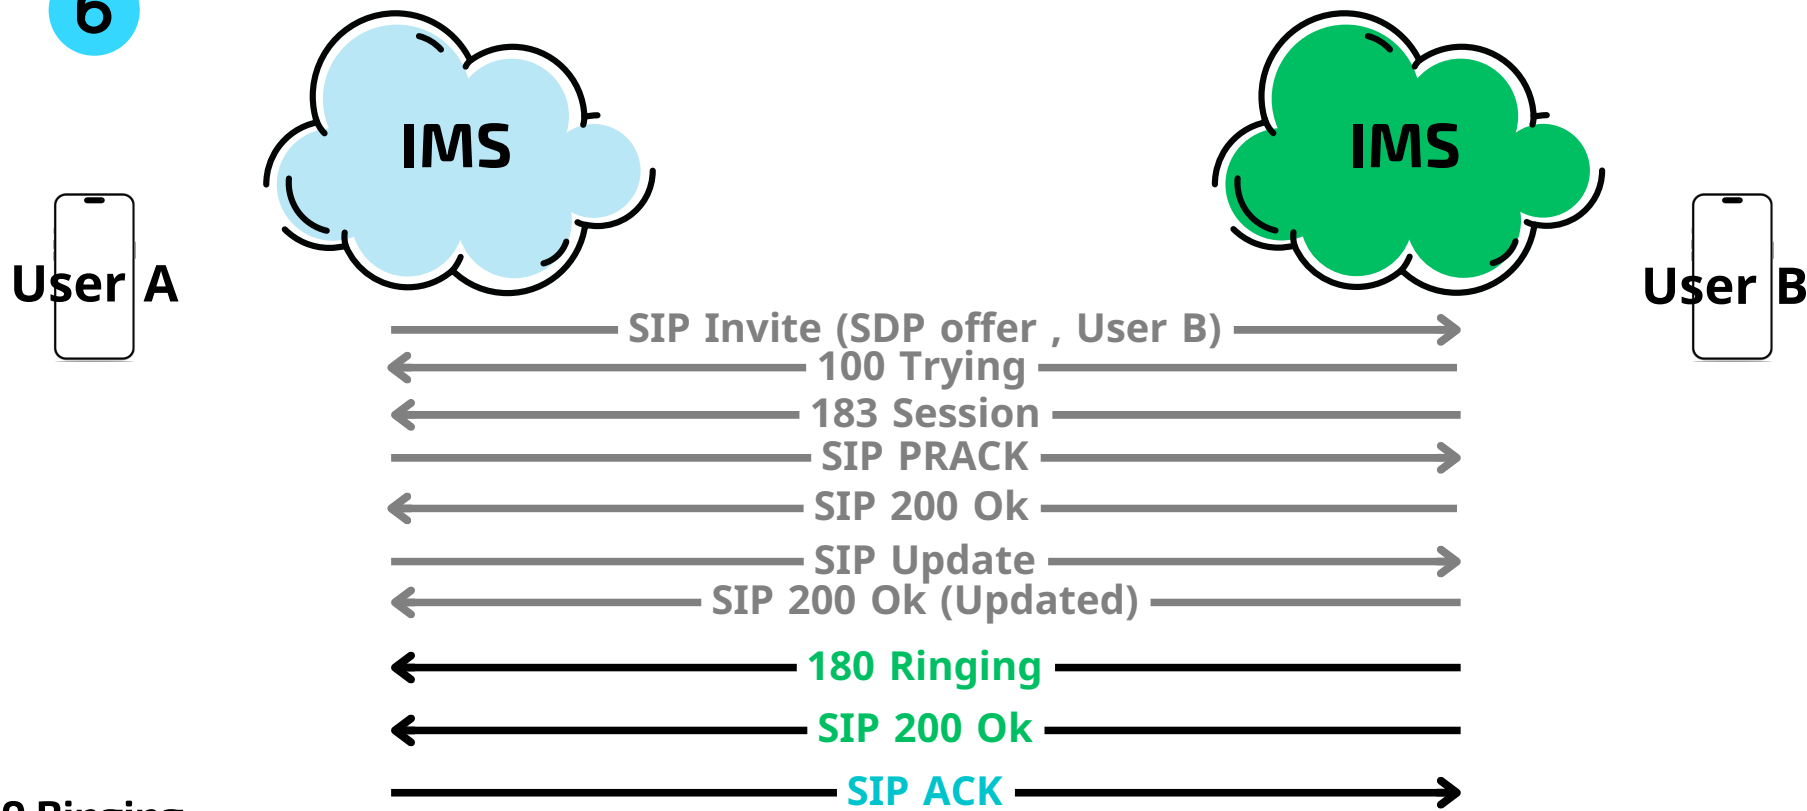 6
IMS
IMS
User A
User B
SIP Invite (SDP offer , User B)
100 Trying
183 Session
SIP PRACK
SIP 200 Ok
SIP Update
SIP 200 Ok (Updated)
180 Ringing
SIP 200 Ok
SIP ACK
Ringing